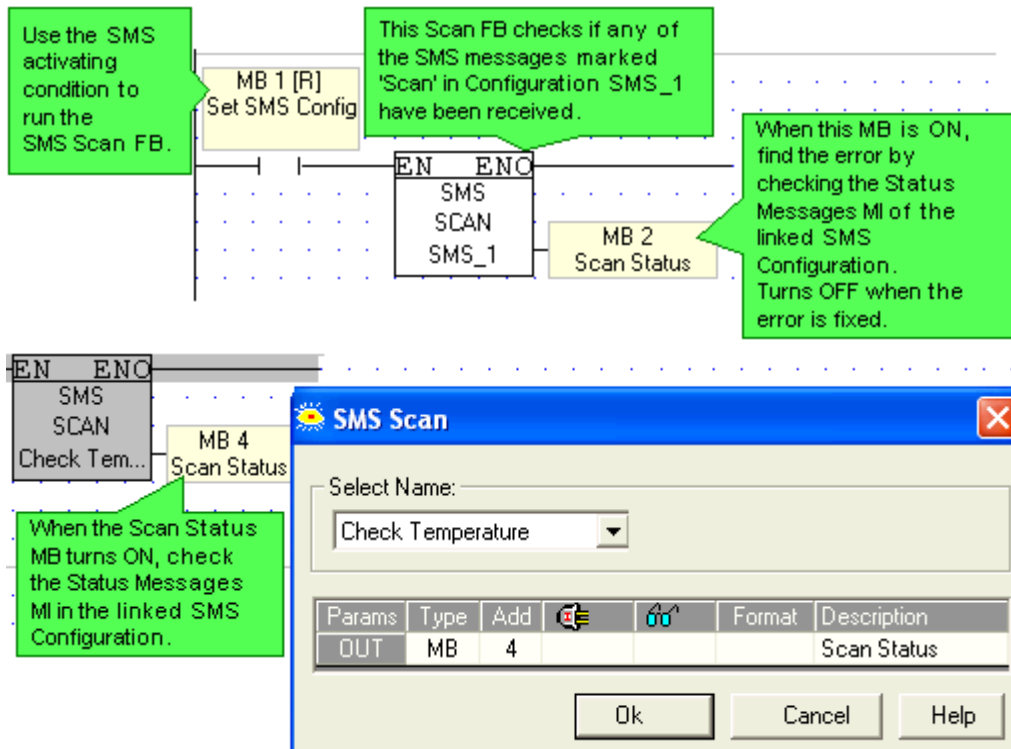 Use the SMS
activating
condition to
run the
SMS Scan FB.
MB 1 [R]
Set SMS Config
This Scan FB checks if any of
the SMS messages marked
'Scan' in Configuration SMS_1
have been received.
EN ENO
SMS
SCAN
SMS_1
MB 2
Scan Status
When this MB is ON,
find the error by
checking the Status
Messages MI of the
linked SMS
Configuration.
Turns OFF when the
error is fixed.
EN ENO
SMS
SCAN
Check Tem...
MB 4
Scan Status
When the Scan Status
MB turns ON, check
the Status Messages
MI in the linked SMS
Configuration.
SMS Scan
Select Name:
Check Temperature
Params Type Add Format Description
OUT MB 4 Scan Status
Ok Cancel Help